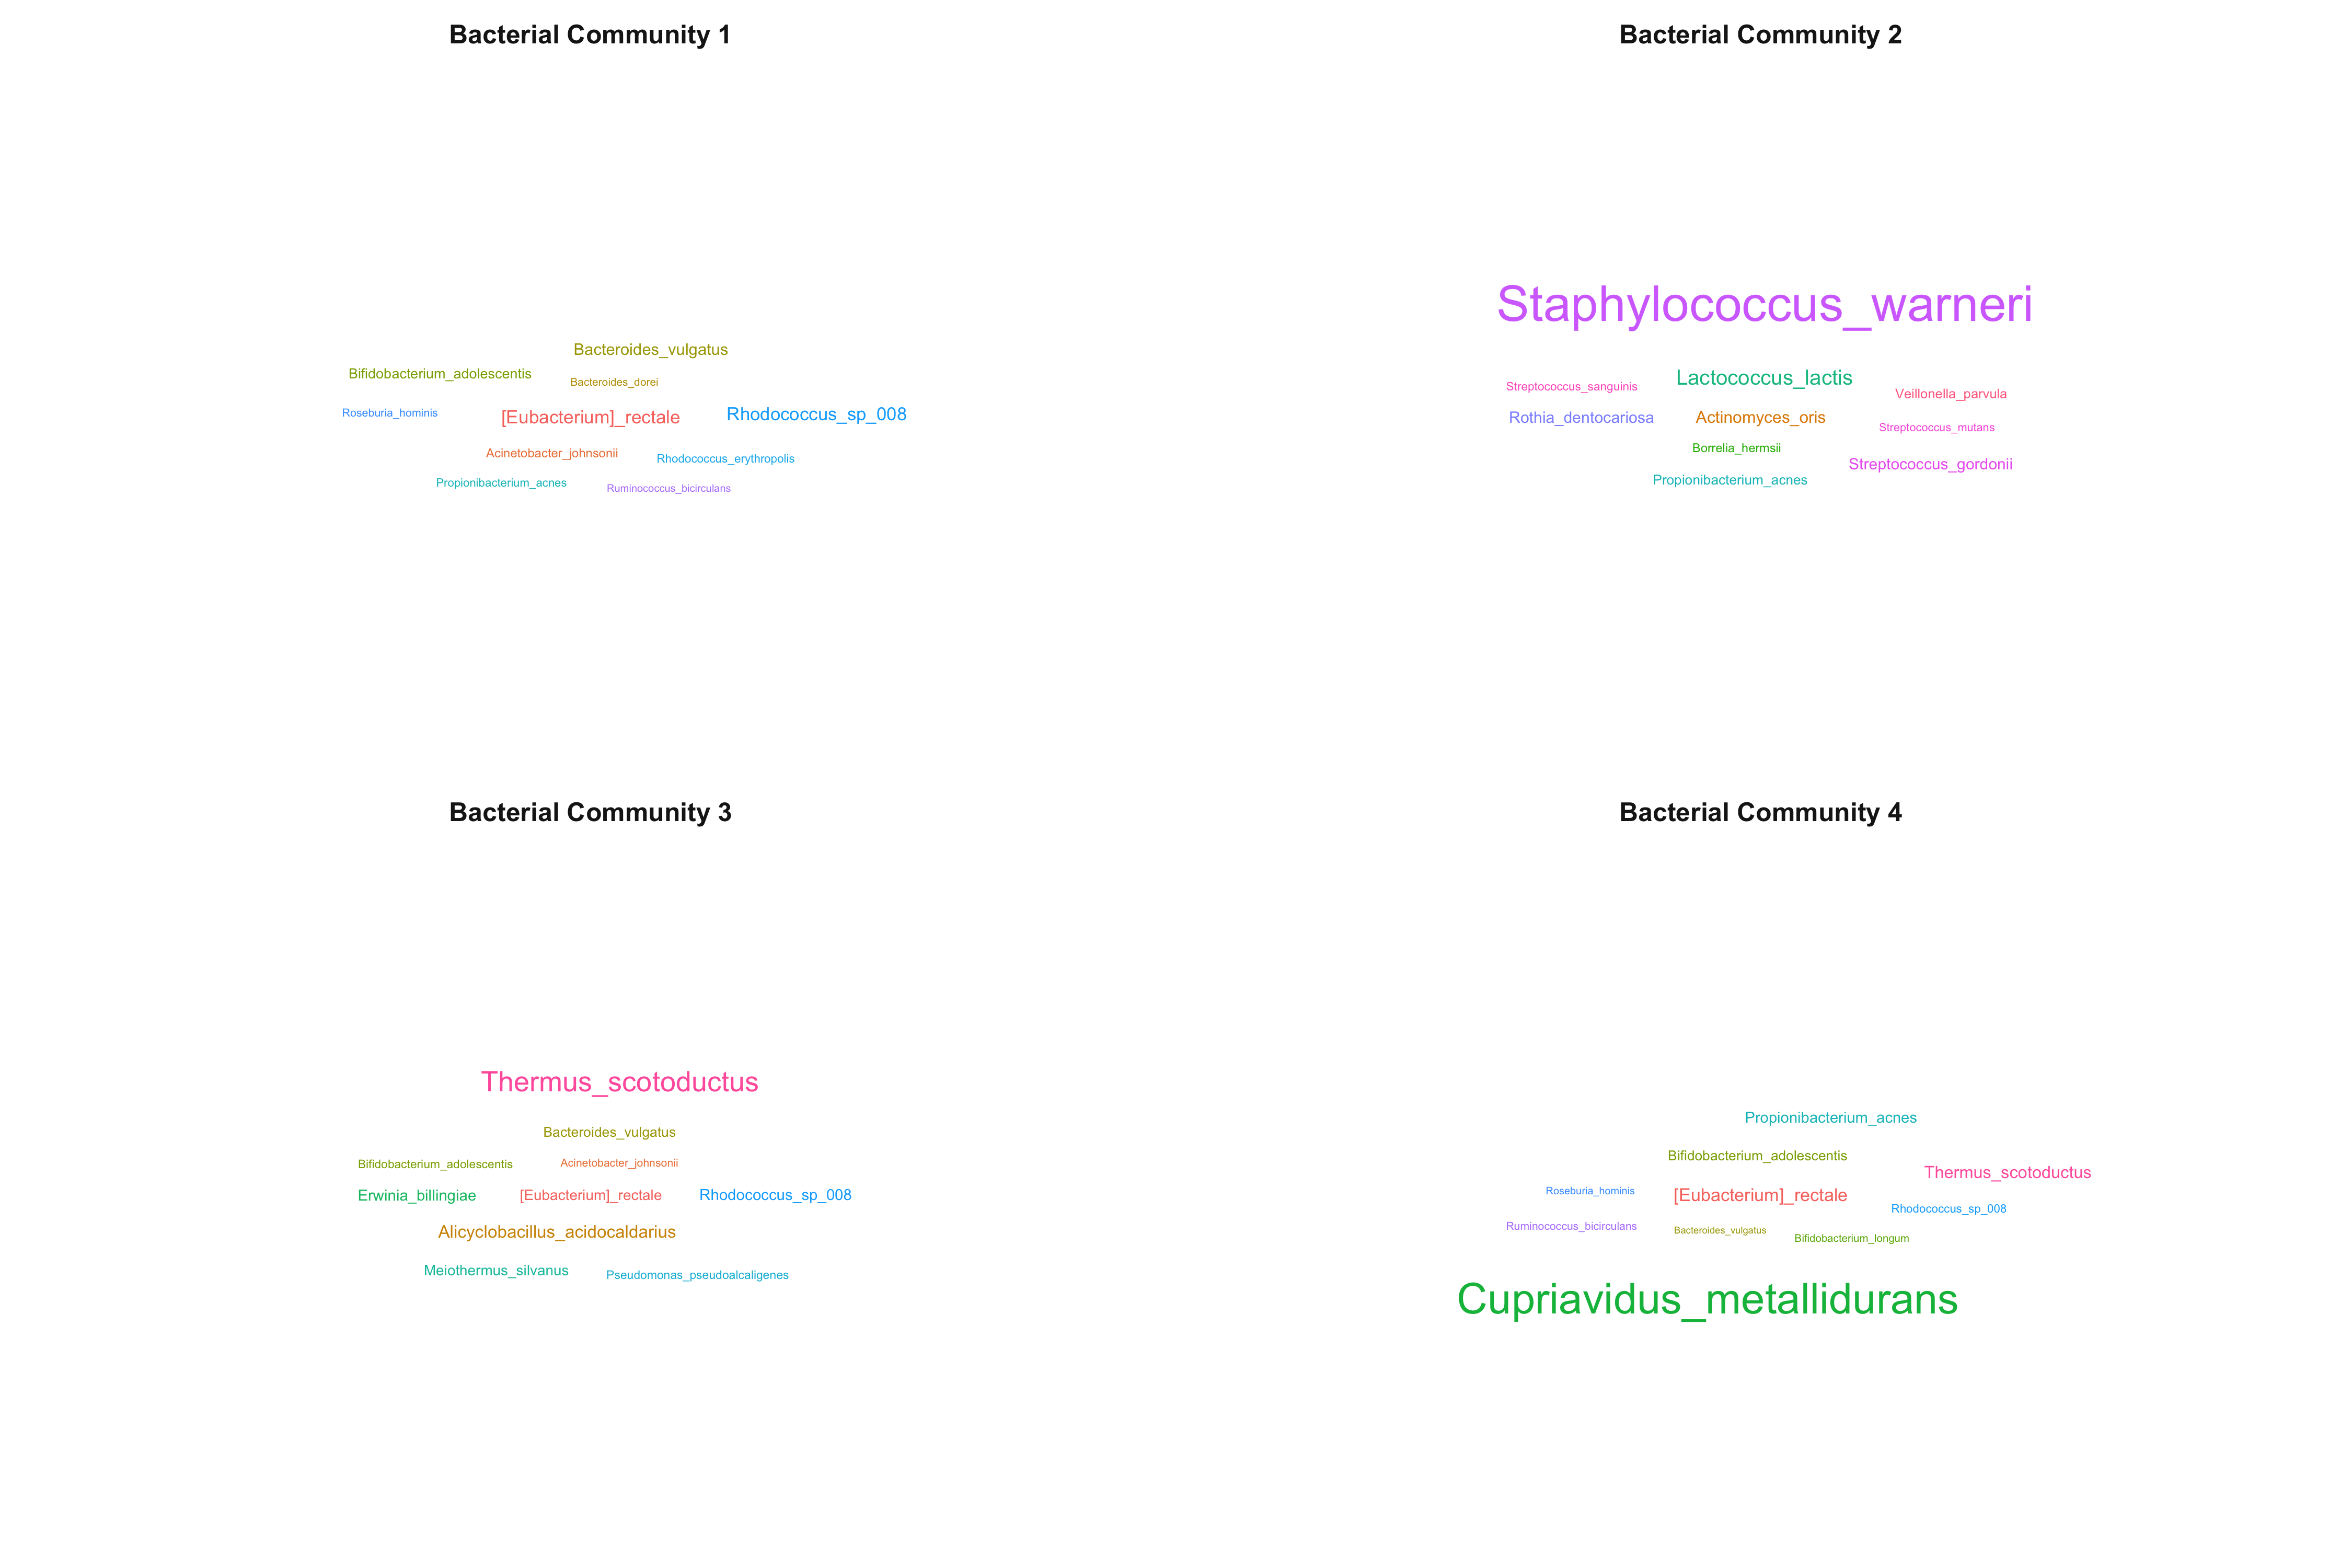 Bacterial Community 1
Bacteroides_vulgatus
Bifidobacterium_adolescentis
Bacteroides_dorei
Roseburia_hominis
[Eubacterium]_rectale
Rhodococcus_sp_008
Acinetobacter_johnsonii
Rhodococcus_erythropolis
Propionibacterium_acnes
Ruminococcus_bicirculans
Bacterial Community 2
Staphylococcus_warneri
Lactococcus_lactis
Streptococcus_sanguinis
Veillonella_parvula
Rothia_dentocariosa
Actinomyces_oris
Streptococcus_mutans
Borrelia_hermsii
Streptococcus_gordonii
Propionibacterium_acnes
Bacterial Community 3
Thermus_scotoductus
Bacteroides_vulgatus
Bifidobacterium_adolescentis
Acinetobacter_johnsonii
Erwinia_billingiae
[Eubacterium]_rectale
Rhodococcus_sp_008
Alicyclobacillus_acidocaldarius
Meiothermus_silvanus
Pseudomonas_pseudoalcaligenes
Bacterial Community 4
Propionibacterium_acnes
Bifidobacterium_adolescentis
Thermus_scotoductus
Roseburia_hominis
[Eubacterium]_rectale
Rhodococcus_sp_008
Ruminococcus_bicirculans
Bacteroides_vulgatus
Bifidobacterium_longum
Cupriavidus_metallidurans